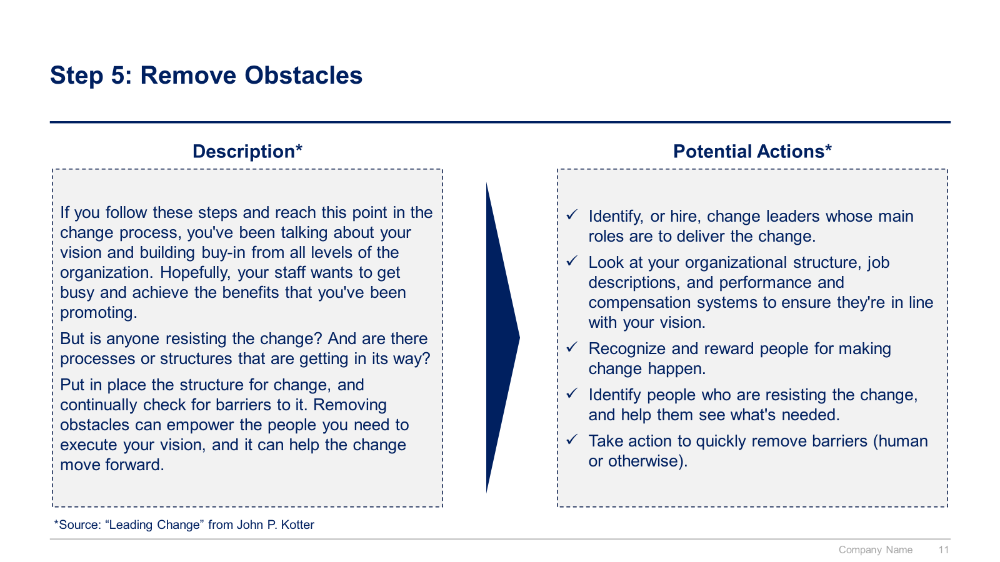 Step 5: Remove Obstacles
Description*
If you follow these steps and reach this point in the
change process, you've been talking about your
vision and building buy-in from all levels of the
organization. Hopefully, your staff wants to get
busy and achieve the benefits that you've been
promoting.
But is anyone resisting the change? And are there
processes or structures that are getting in its way?
Put in place the structure for change, and
continually check for barriers to it. Removing
obstacles can empower the people you need to
execute your vision, and it can help the change
move forward.
Potential Actions*
✓ Identify, or hire, change leaders whose main
roles are to deliver the change.
✓ Look at your organizational structure, job
descriptions, and performance and
compensation systems to ensure they're in line
with your vision.
✓ Recognize and reward people for making
change happen.
✓ Identify people who are resisting the change,
and help them see what's needed.
✓ Take action to quickly remove barriers (human
or otherwise).
*Source: “Leading Change” from John P. Kotter
Company Name 11